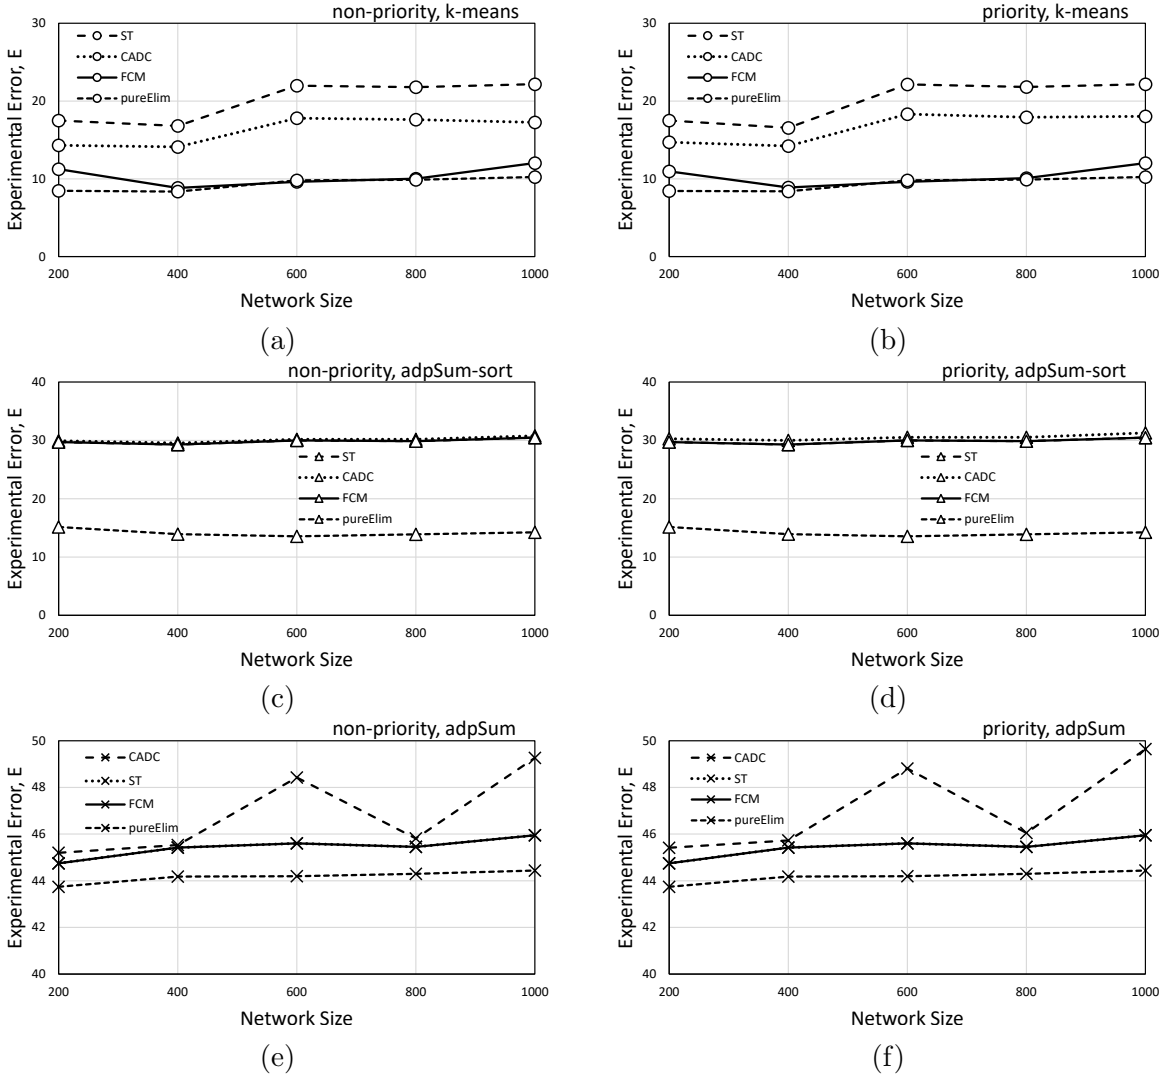 non-priority, k-means
Experimental Error, E
30
20
10
0
ST
CADC
FCM
pureElim
200 400 600 800 1000
Network Size
(a)
priority, k-means
Experimental Error, E
30
20
10
0
ST
CADC
FCM
pureElim
200 400 600 800 1000
Network Size
(b)
non-priority, adpSum-sort
Experimental Error, E
40
30
20
10
0
ST
CADC
FCM
pureElim
200 400 600 800 1000
Network Size
(c)
priority, adpSum-sort
Experimental Error, E
40
30
20
10
0
ST
CADC
FCM
pureElim
200 400 600 800 1000
Network Size
(d)
non-priority, adpSum
Experimental Error, E
50
48
46
44
42
40
CADC
ST
FCM
pureElim
200 400 600 800 1000
Network Size
(e)
priority, adpSum
Experimental Error, E
50
48
46
44
42
40
CADC
ST
FCM
pureElim
200 400 600 800 1000
Network Size
(f)